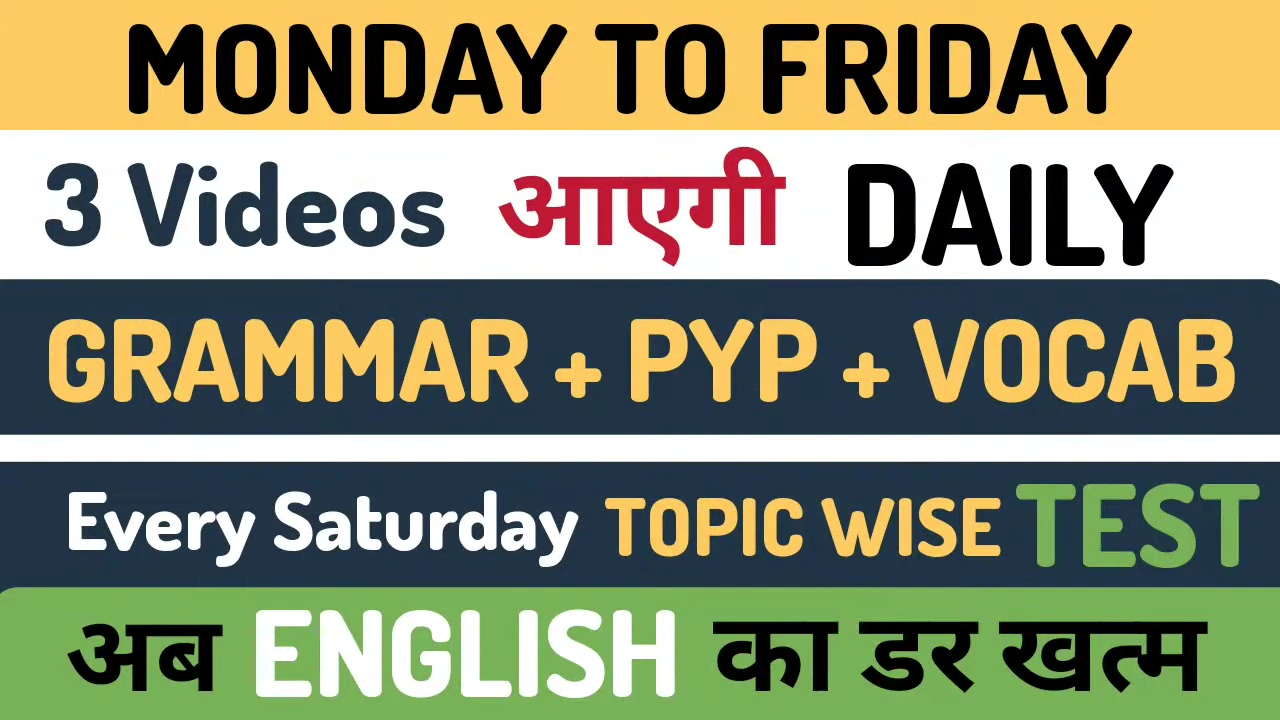 MONDAY TO FRIDAY
3 Videos आएगी DAILY
GRAMMAR + PYP + VOCAB
Every Saturday TOPIC WISE TEST
अब ENGLISH का डर खत्म